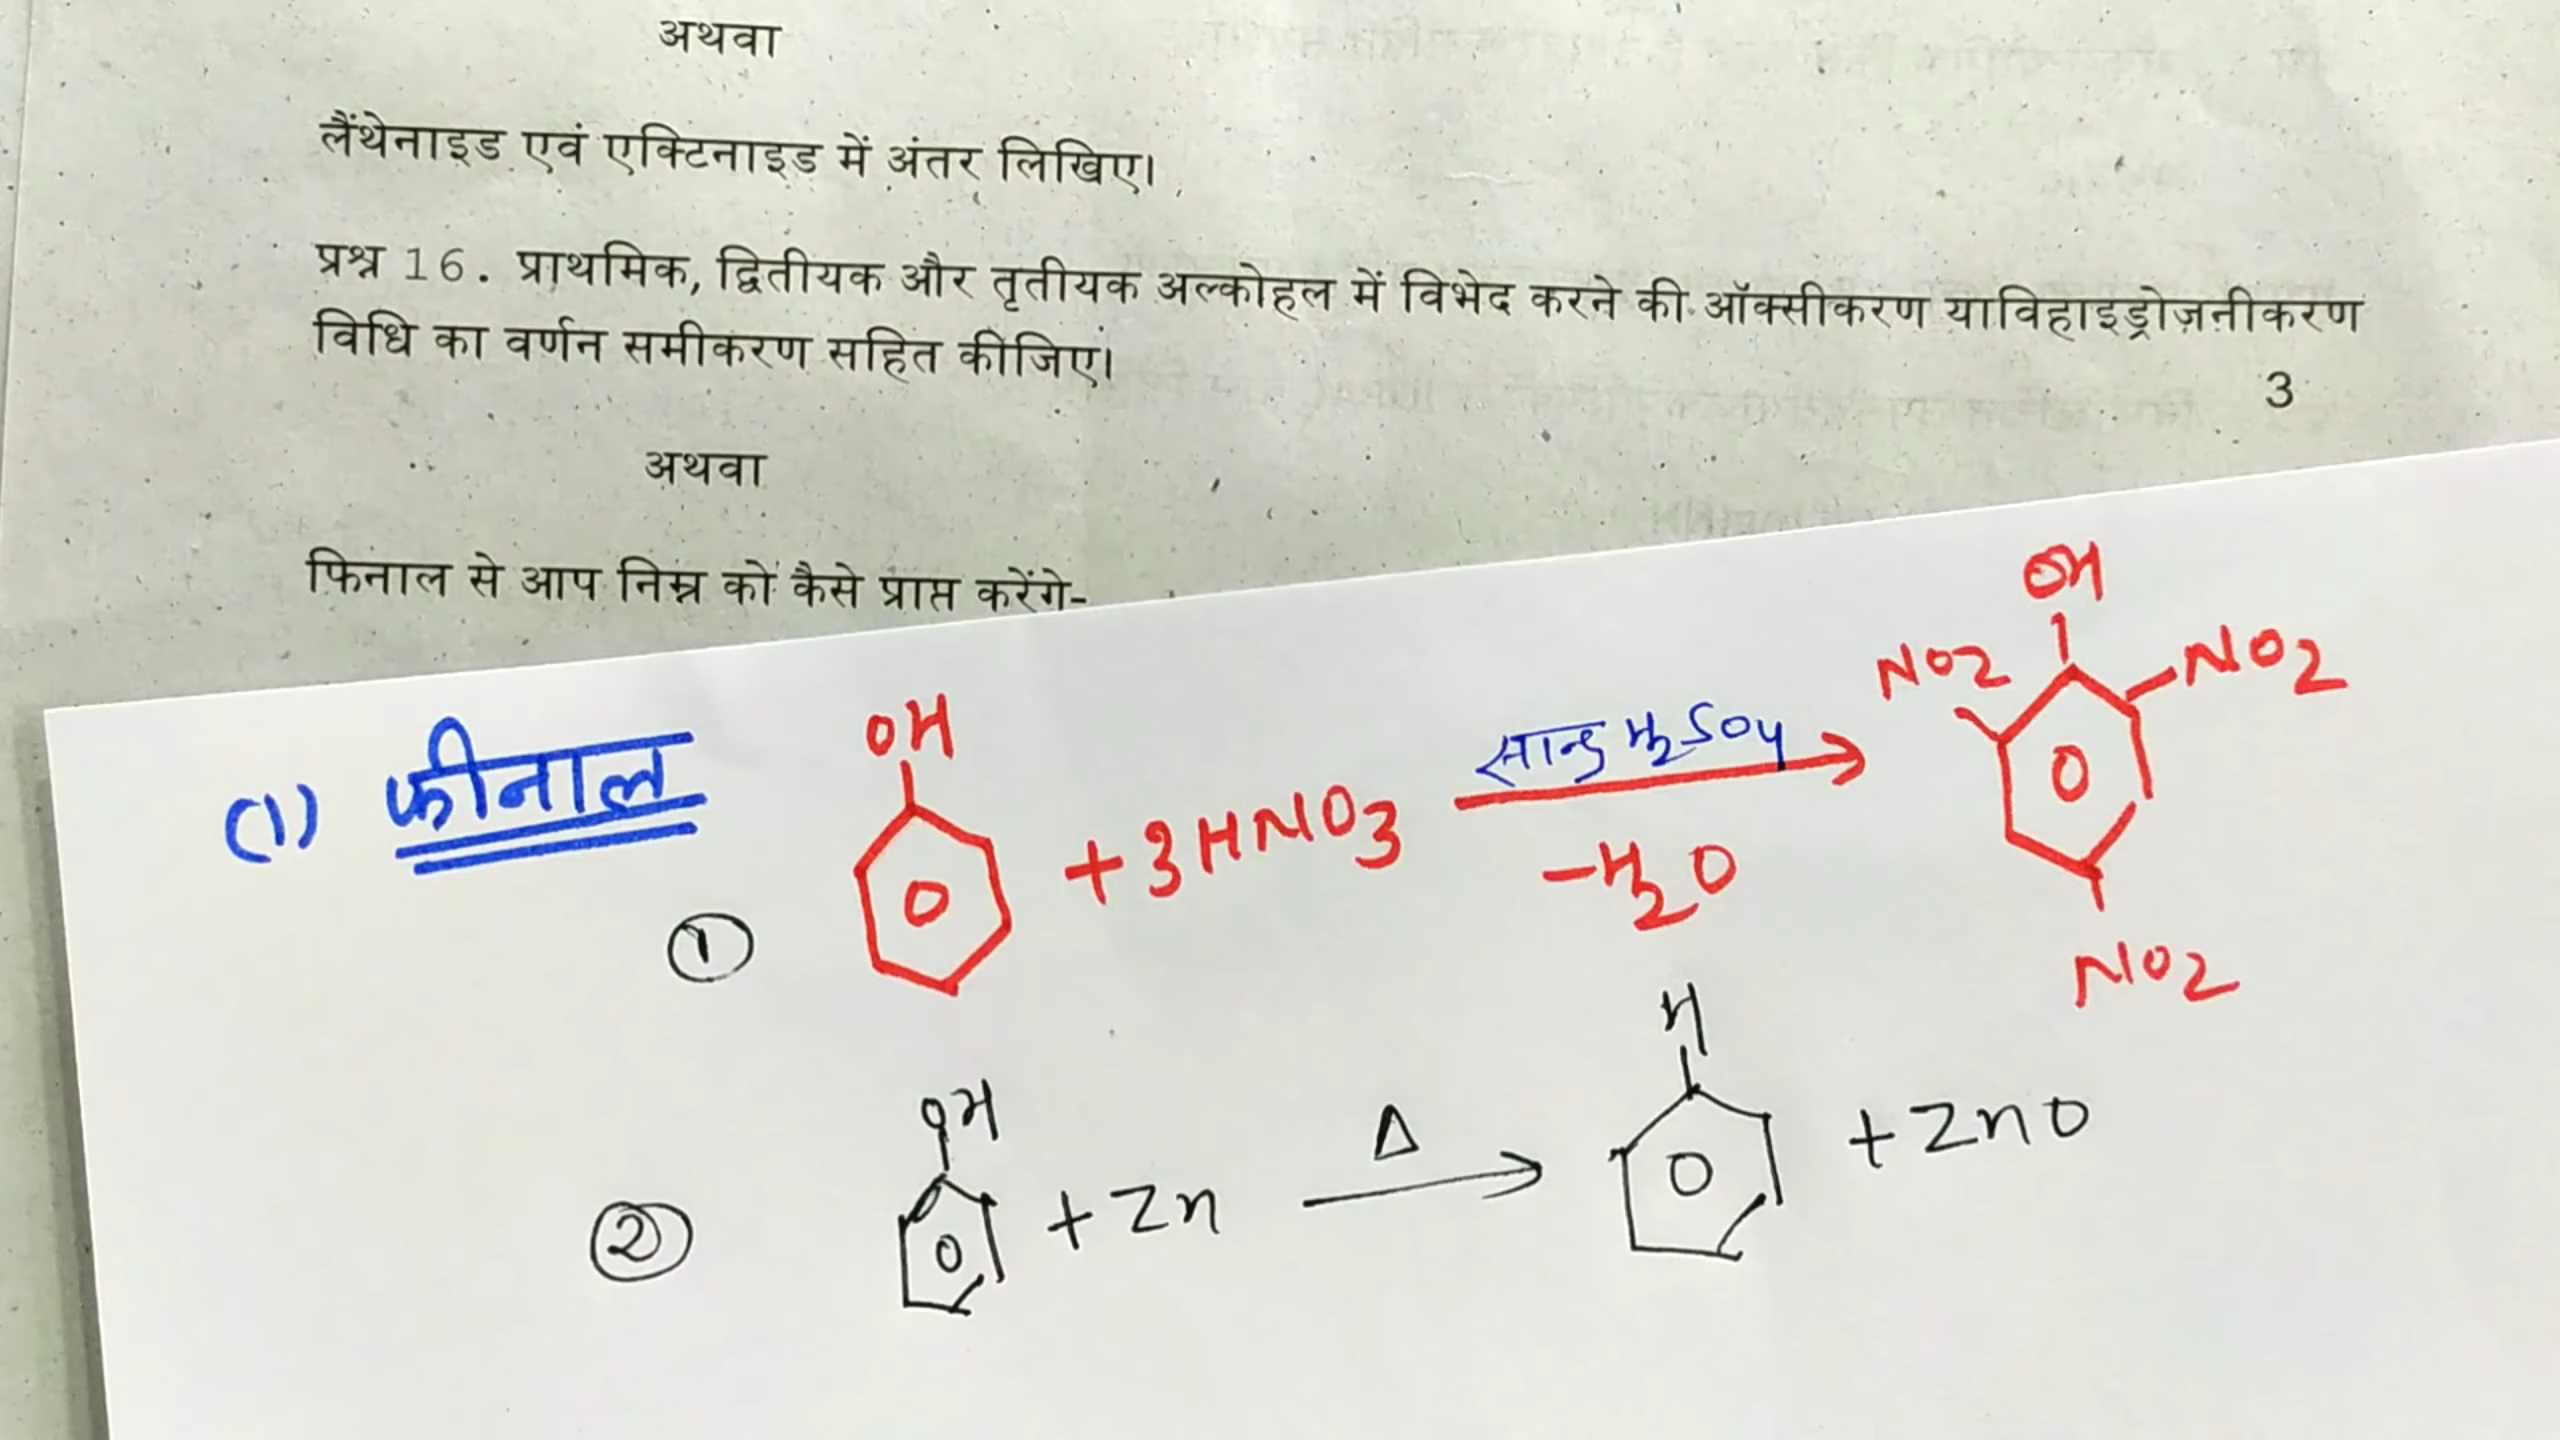 अथवा
लैंथेनाइड एवं एक्टिनाइड में अंतर लिखिए।
प्रश्न 16. प्राथमिक, द्वितीयक और तृतीयक अल्कोहल में विभेद करने की ऑक्सीकरण याविहाइड्रोज़नीकरण
विधि का वर्णन समीकरण सहित कीजिए।
3
अथवा
फिनाल से आप निम्न को कैसे प्राप्त करेंगे-
(1) फीनाल
OH
NO2 NO2
OH
सान्द्र H2SO4
① + 3HNO3
-H2O
NO2
H
OH
Δ
② + Zn + ZnO